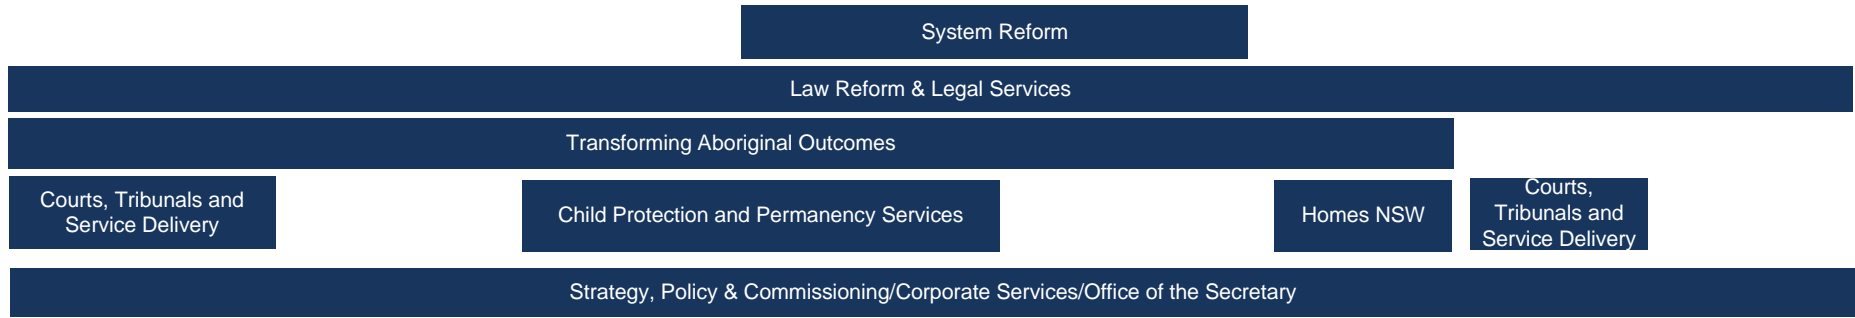 System Reform
Law Reform & Legal Services
Transforming Aboriginal Outcomes
Courts, Tribunals and
Service Delivery
Child Protection and Permanency Services
Homes NSW
Courts,
Tribunals and
Service Delivery
Strategy, Policy & Commissioning/Corporate Services/Office of the Secretary